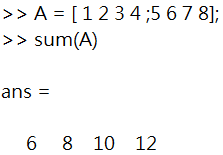 >> A = [ 1 2 3 4 ;5 6 7 8];
>> sum(A)
ans =
6 8 10 12